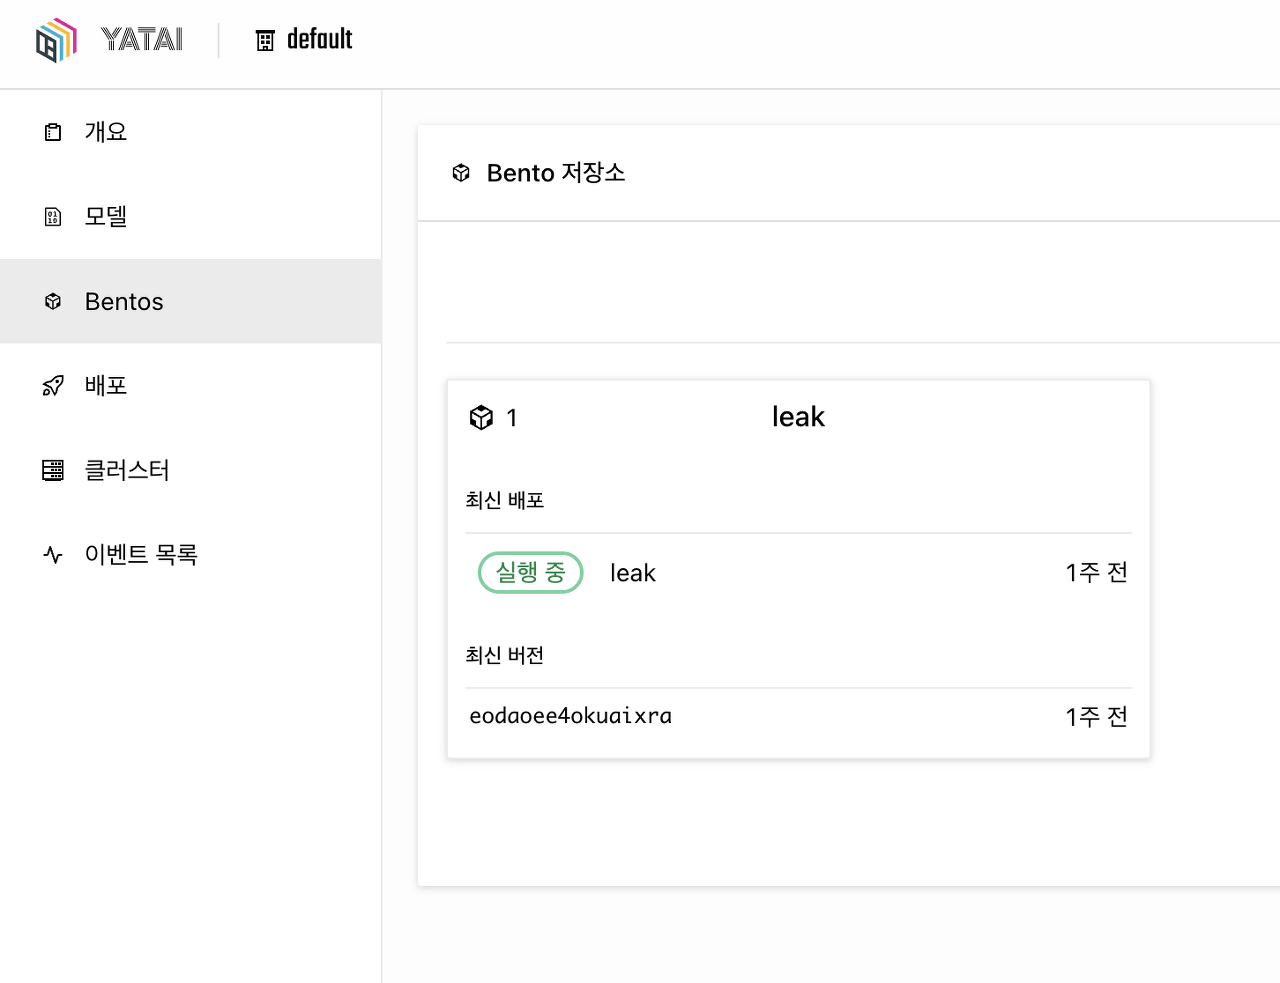 YATAI
default
개요
모델
Bentos
배포
클러스터
이벤트 목록
Bento 저장소
1
leak
최신 배포
실행 중 leak 1주 전
최신 버전
eodaoee4okuaixra 1주 전